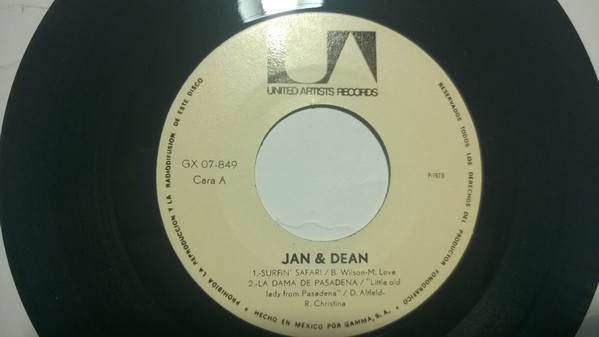 UA
UNITED ARTISTS RECORDS
PROHIBIDA LA REPRODUCCION Y LA RADIODIFUSION DE ESTE DISCO
RESERVADOS TODOS LOS DERECHOS DEL PRODUCTOR FONOGRAFICO
GX 07-849
Cara A
P-1975
JAN & DEAN
1.-SURFIN' SAFARI / B. Wilson-M. Love
2.-LA DAMA DE PASADENA / "Little old
lady from Pasadena" / D. Altfeld-
R. Christina
• HECHO EN MEXICO POR GAMMA, S. A. •